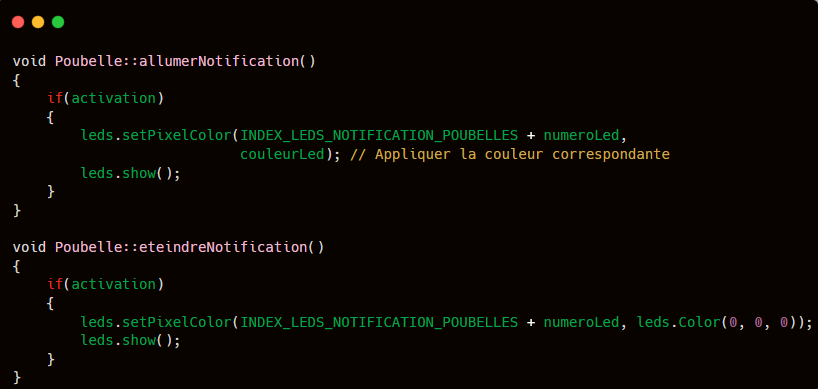 void Poubelle::allumerNotification()
{
    if(activation)
    {
        leds.setPixelColor(INDEX_LEDS_NOTIFICATION_POUBELLES + numeroLed,
                           couleurLed); // Appliquer la couleur correspondante
        leds.show();
    }
}

void Poubelle::eteindreNotification()
{
    if(activation)
    {
        leds.setPixelColor(INDEX_LEDS_NOTIFICATION_POUBELLES + numeroLed, leds.Color(0, 0, 0));
        leds.show();
    }
}